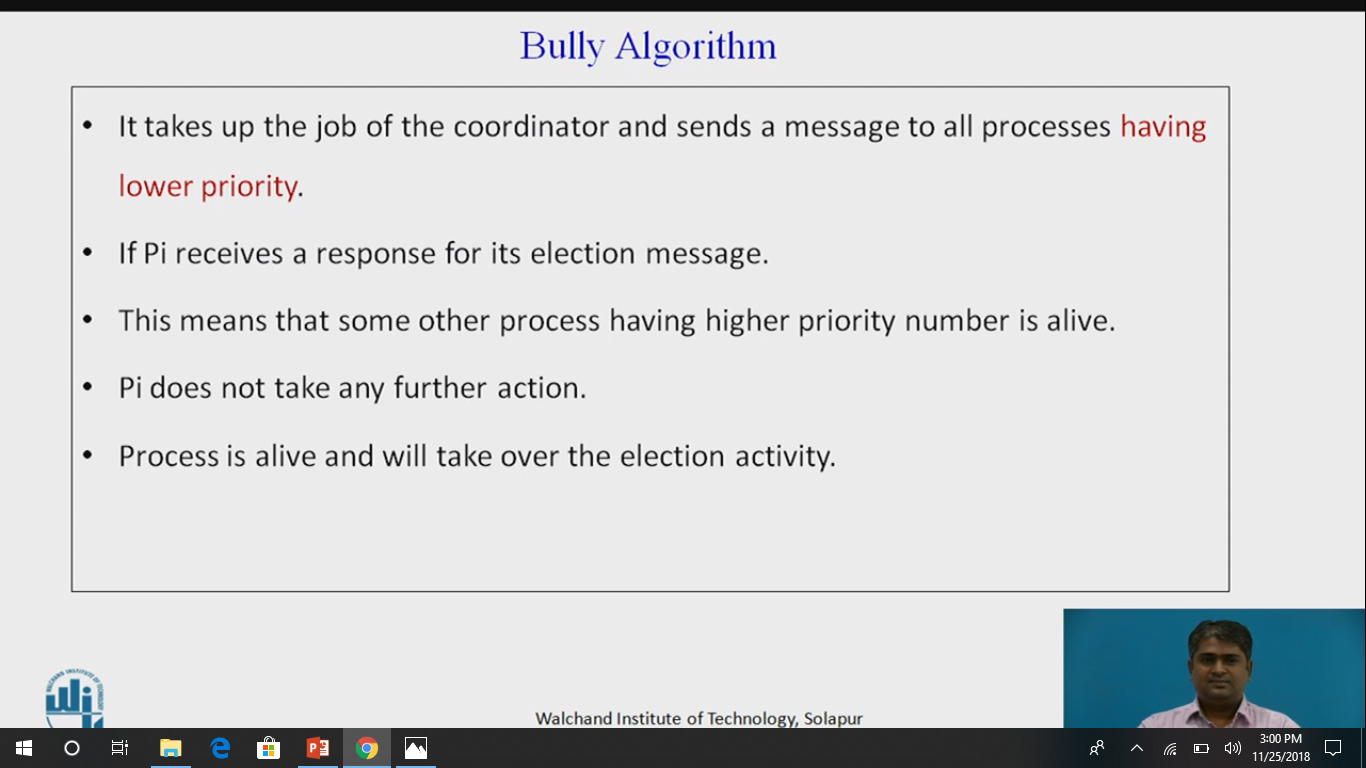 Bully Algorithm
• It takes up the job of the coordinator and sends a message to all processes having
lower priority.
• If Pi receives a response for its election message.
• This means that some other process having higher priority number is alive.
• Pi does not take any further action.
• Process is alive and will take over the election activity.
Walchand Institute of Technology, Solapur
3:00 PM
11/25/2018